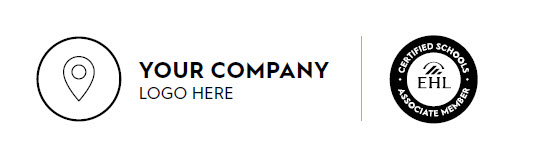 YOUR COMPANY
LOGO HERE
CERTIFIED SCHOOLS
EHL
ASSOCIATE MEMBER